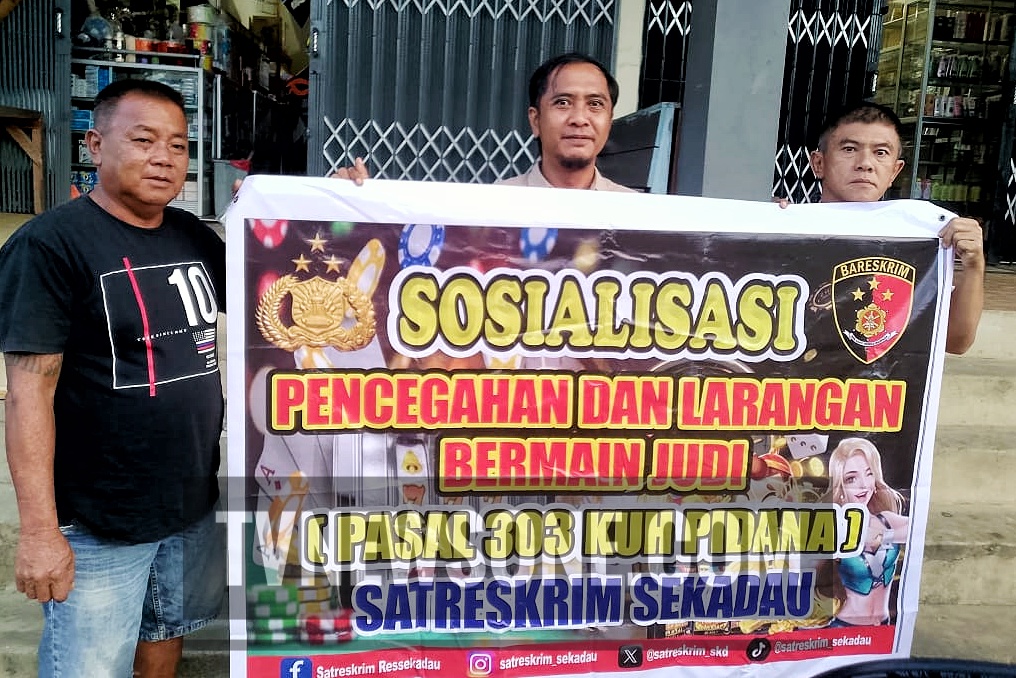 10
BARESKRIM
SOSIALISASI
PENCEGAHAN DAN LARANGAN
BERMAIN JUDI
( PASAL 303 KUH PIDANA )
SATRESKRIM SEKADAU
Satreskrim Ressekadau
satreskrim_sekadau
@satreskrim_skd
@satreskrim_sekadau